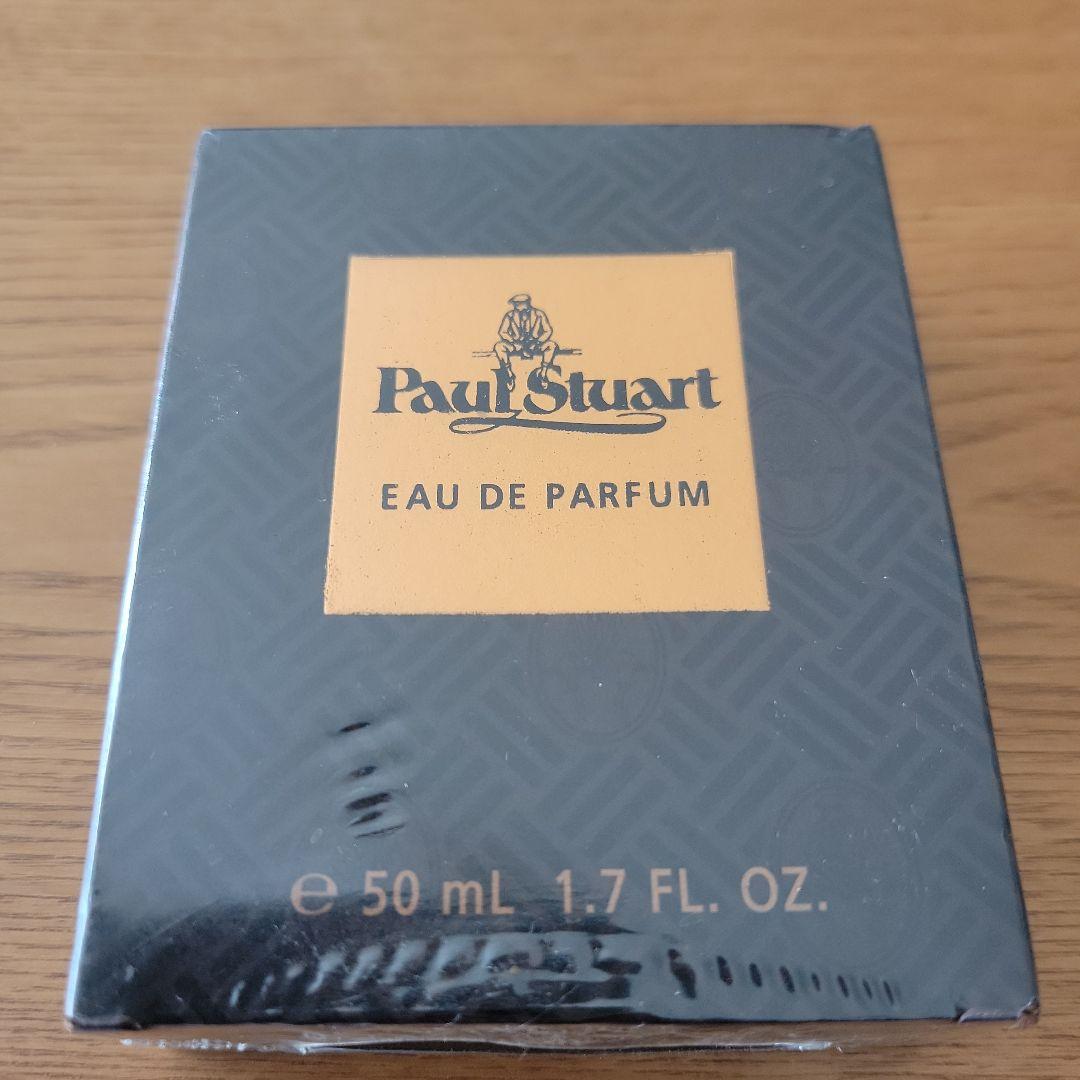 Paul Stuart
EAU DE PARFUM
℮ 50 mL 1.7 FL. OZ.